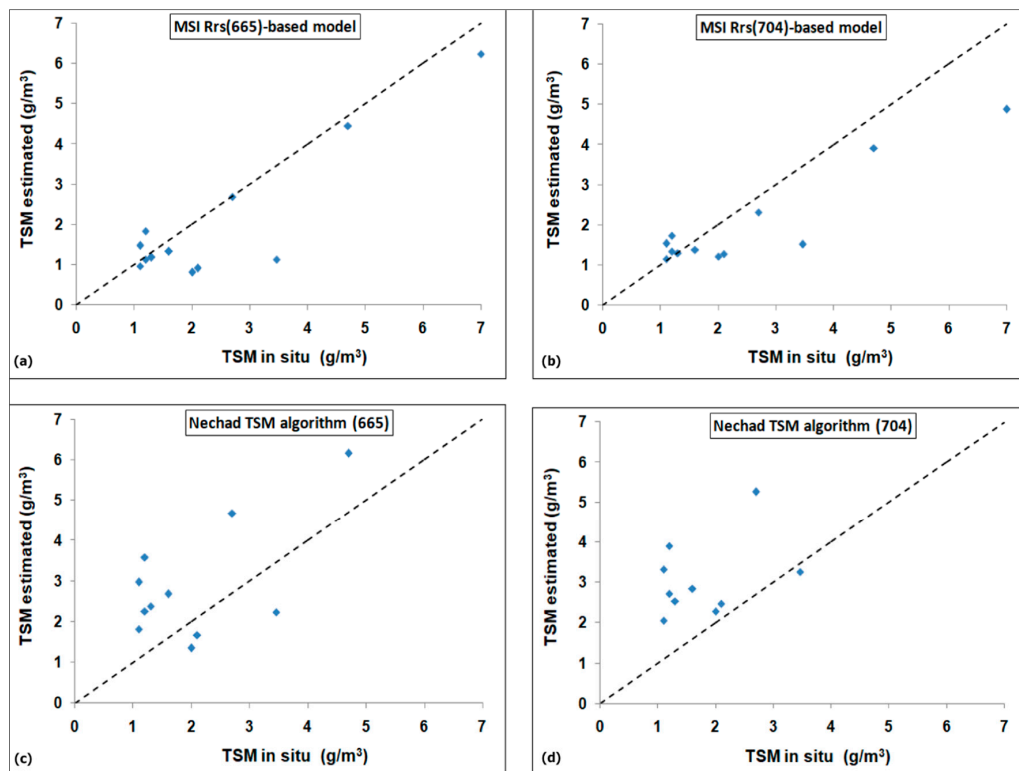 MSI Rrs(665)-based model
TSM estimated (g/m³)
7
6
5
4
3
2
1
0
0 1 2 3 4 5 6 7
TSM in situ (g/m³)
(a)
MSI Rrs(704)-based model
TSM estimated (g/m³)
7
6
5
4
3
2
1
0
0 1 2 3 4 5 6 7
TSM in situ (g/m³)
(b)
Nechad TSM algorithm (665)
TSM estimated (g/m³)
7
6
5
4
3
2
1
0
0 1 2 3 4 5 6 7
TSM in situ (g/m³)
(c)
Nechad TSM algorithm (704)
TSM estimated (g/m³)
7
6
5
4
3
2
1
0
0 1 2 3 4 5 6 7
TSM in situ (g/m³)
(d)